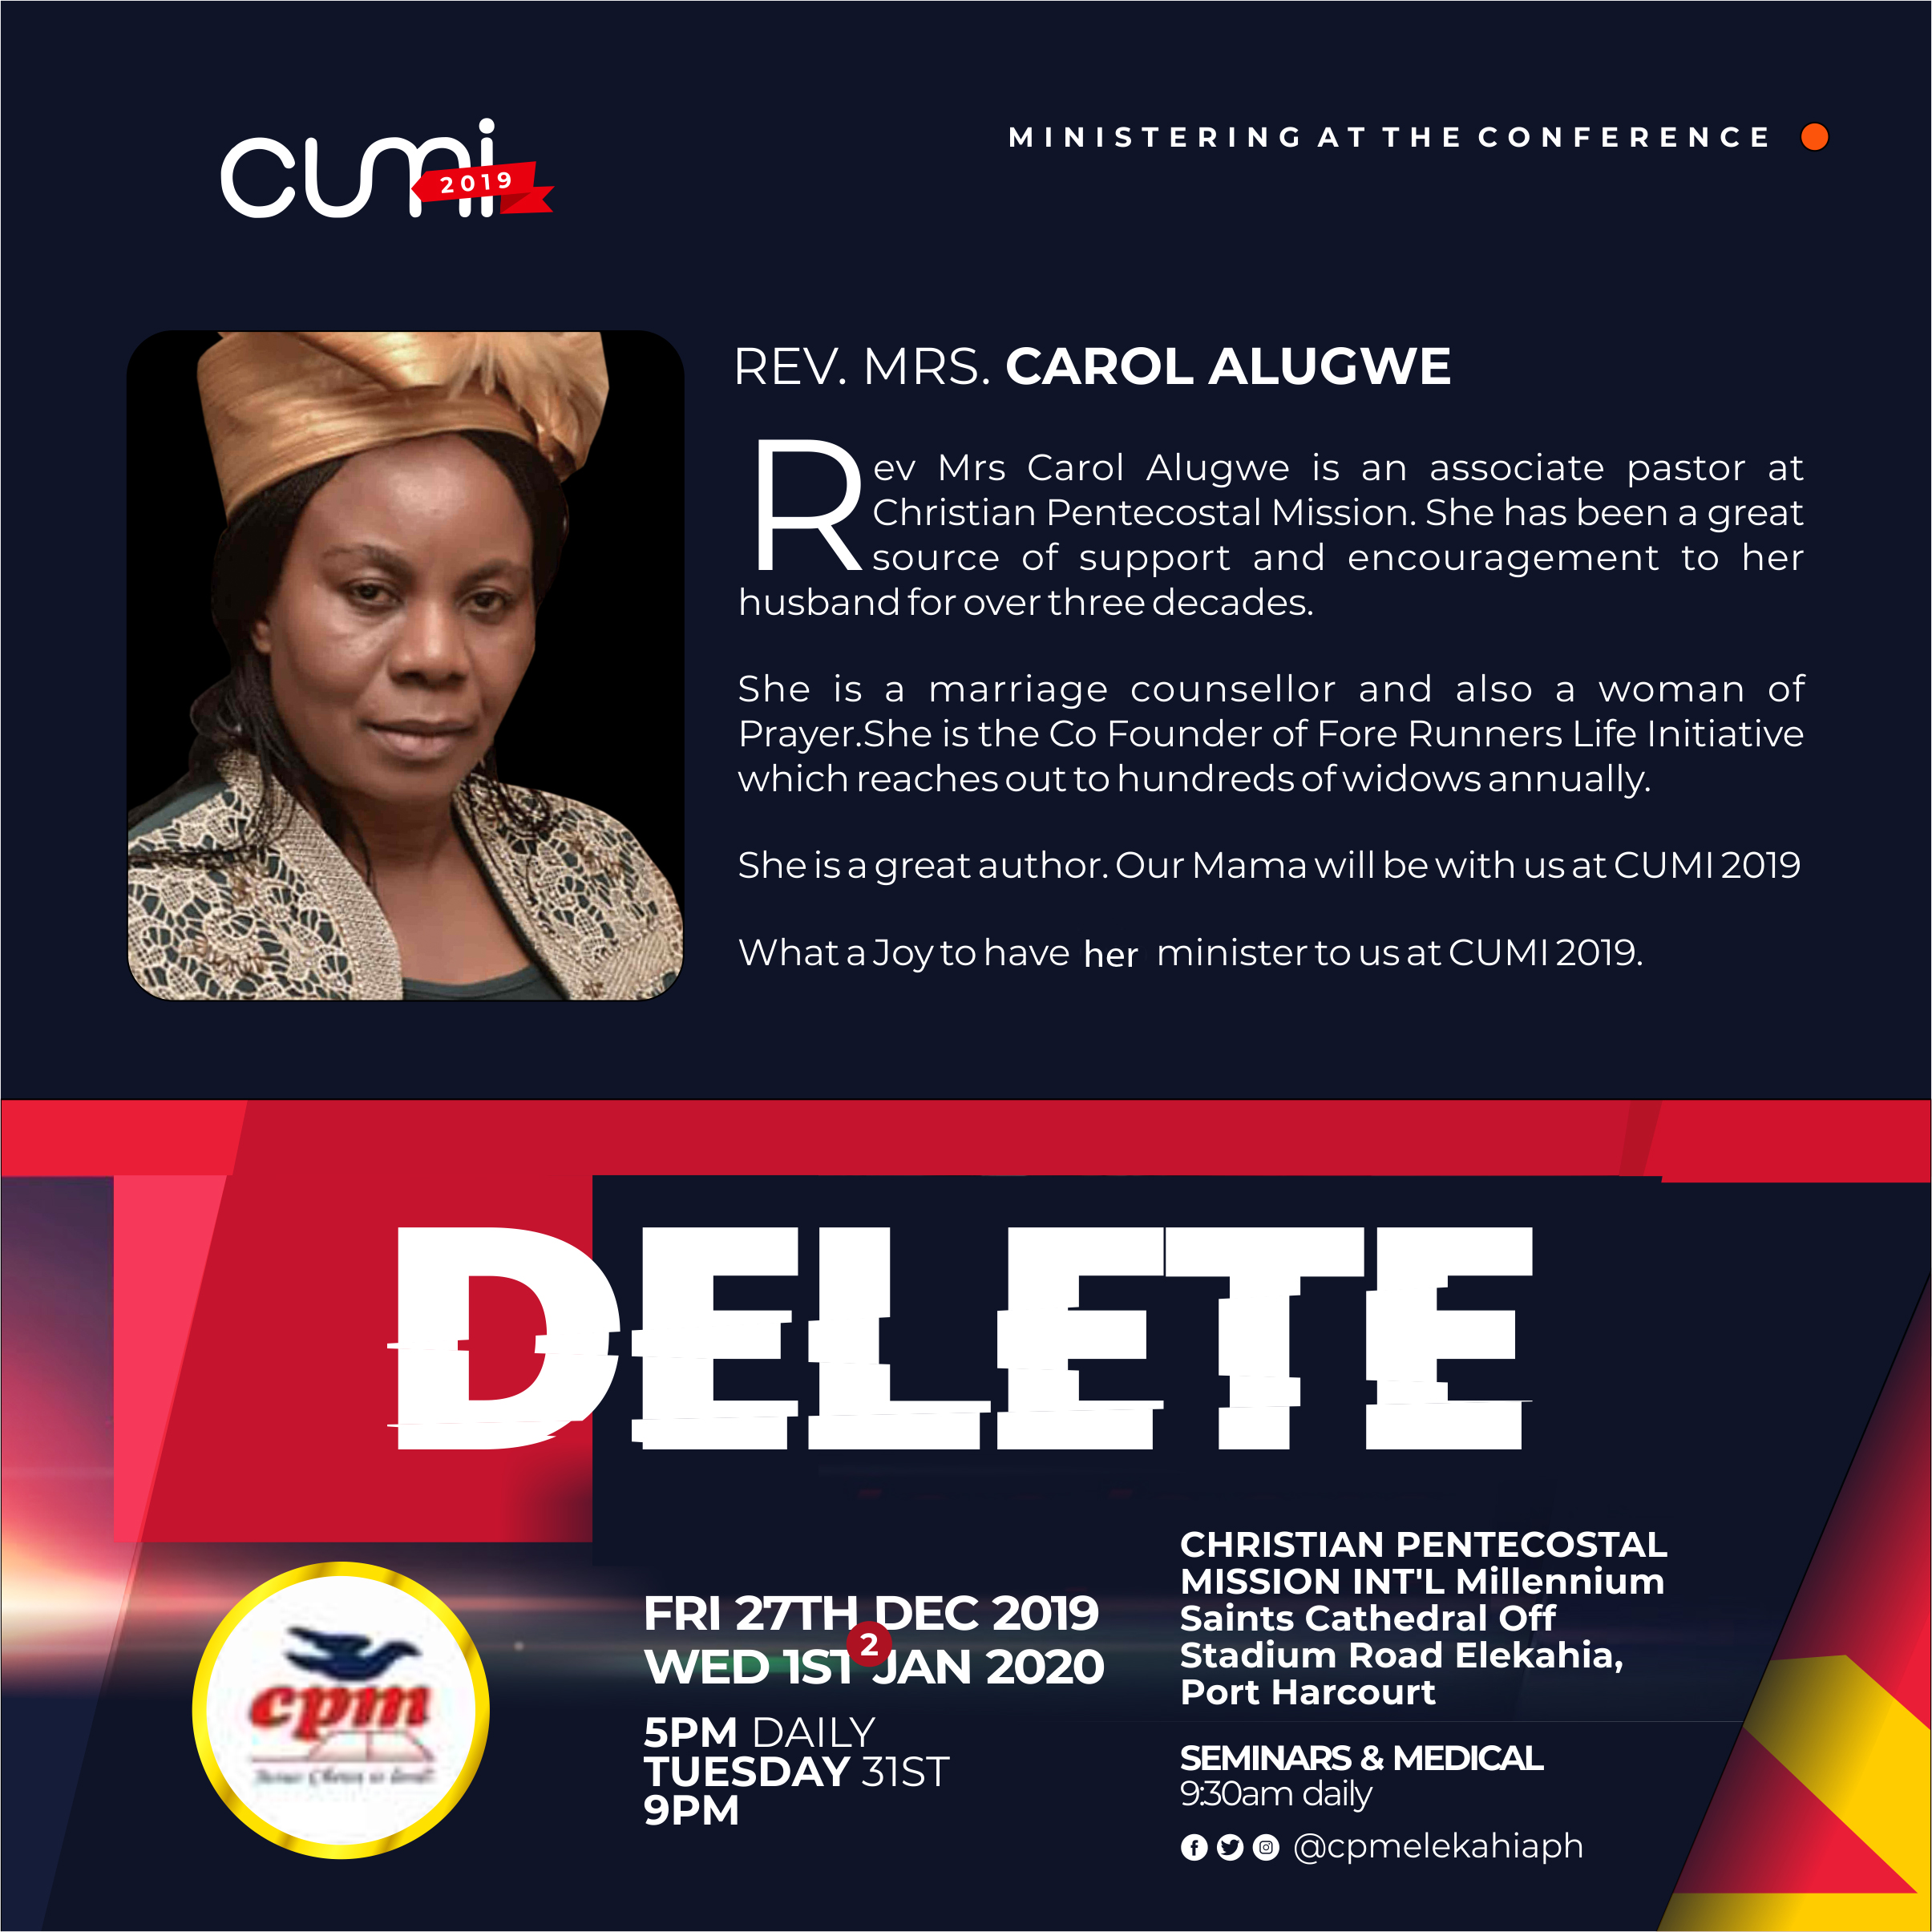 cumi
2019
MINISTERING AT THE CONFERENCE
REV. MRS. CAROL ALUGWE
Rev Mrs Carol Alugwe is an associate pastor at
Christian Pentecostal Mission. She has been a great
source of support and encouragement to her
husband for over three decades.
She is a marriage counsellor and also a woman of
Prayer.She is the Co Founder of Fore Runners Life Initiative
which reaches out to hundreds of widows annually.
She is a great author. Our Mama will be with us at CUMI 2019
What a Joy to have her minister to us at CUMI 2019.
DELETE
cpm
FRI 27TH DEC 2019
2
WED 1ST JAN 2020
5PM DAILY
TUESDAY 31ST
9PM
CHRISTIAN PENTECOSTAL
MISSION INT'L Millennium
Saints Cathedral Off
Stadium Road Elekahia,
Port Harcourt
SEMINARS & MEDICAL
9:30am daily
@cpmelekahiaph